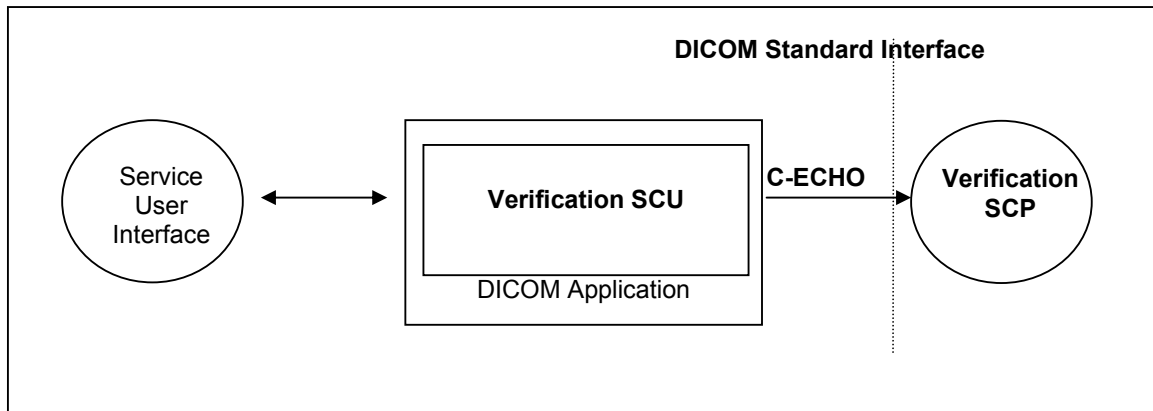 DICOM Standard Interface
Service
User
Interface
Verification SCU
DICOM Application
C-ECHO
Verification
SCP